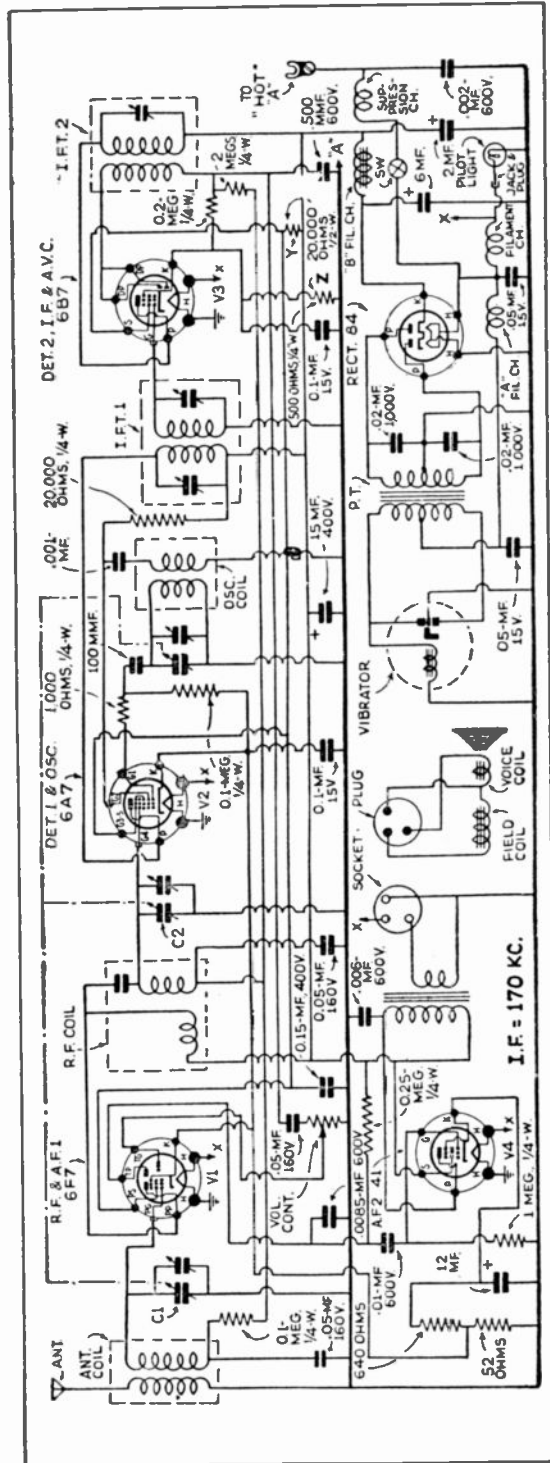 ANT.
ANT.
COIL
R.F. & A.F.1
6F7
R.F. COIL
DET. 1 & OSC.
6A7
1,000
OHMS, 1/4-W.
100 MMF.
.001-
MF.
20,000
OHMS, 1/4-W.
DET. 2, I.F. & A.V.C.
6B7
I.F.T. 2
C1
V1
C2
V2
0.1-MEG.
1/4-W.
OSC.
COIL
I.F.T. 1
V3
0.2-
MEG.
1/4-W.
2
MEGS.
1/4-W.
TO
"HOT"
"A"
0.1-
MEG.
1/4-W.
.05-MF.
160V.
VOL.
CONT.
.05-MF.
160V.
0.15-MF. 400V.
0.05-MF.
160V.
0.1-MF.
15V.
15 MF.
400V.
500 OHMS, 1/4-W.
0.1-MF.
15V.
Y
Z
20,000
OHMS
1/2-W.
500
MMF.
600V.
"A"
640 OHMS
.01-MF.
600V.
.0085-MF. 600V.
A.F.2 41
0.25-
MEG.
1/4-W.
.006-
MF.
600V.
SOCKET
PLUG
VIBRATOR
P.T.
RECT. 84
"B" FIL. CH.
SUP-
PRES-
SION
CH.
.02-MF.
1,000V.
SW.
6 MF.
2 MF.
PILOT
LIGHT
.002-MF.
600V.
12
MF.
52
OHMS
V4
1 MEG., 1/4-W.
I.F. = 170 KC.
FIELD
COIL
VOICE
COIL
.05-MF.
15V.
.02-MF.
1,000V.
"A"
FIL. CH.
.05-MF.
15V.
FILAMENT
CH.
JACK &
PLUG
X